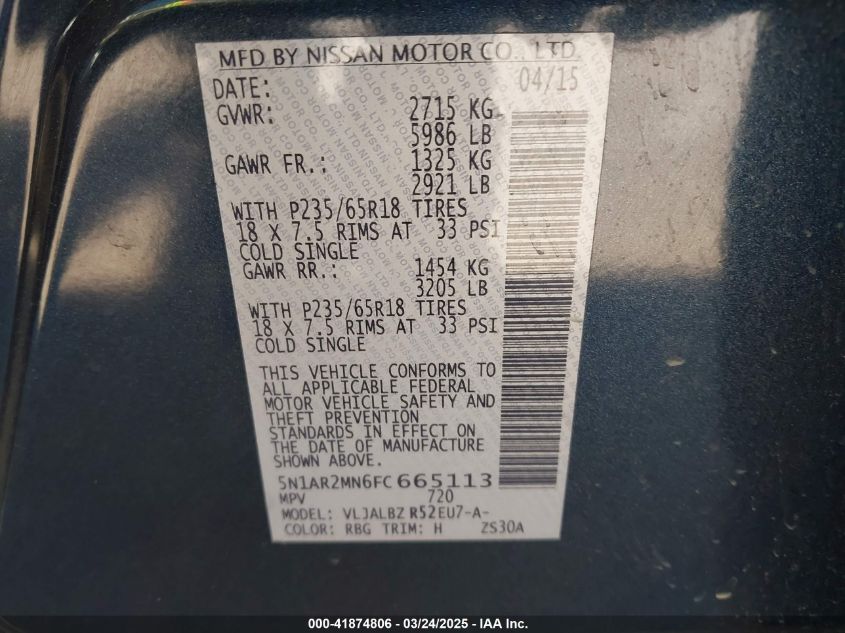 MFD BY NISSAN MOTOR CO., LTD.
DATE: 04/15
GVWR: 2715 KG
5986 LB
GAWR FR.: 1325 KG
2921 LB
WITH P235/65R18 TIRES
18 X 7.5 RIMS AT 33 PSI
COLD SINGLE
GAWR RR.: 1454 KG
3205 LB
WITH P235/65R18 TIRES
18 X 7.5 RIMS AT 33 PSI
COLD SINGLE
THIS VEHICLE CONFORMS TO
ALL APPLICABLE FEDERAL
MOTOR VEHICLE SAFETY AND
THEFT PREVENTION
STANDARDS IN EFFECT ON
THE DATE OF MANUFACTURE
SHOWN ABOVE.
5N1AR2MN6FC665113
MPV 720
MODEL: VLJALBZ R52EU7-A-
COLOR: RBG TRIM: H ZS30A
000-41874806 - 03/24/2025 - IAA Inc.